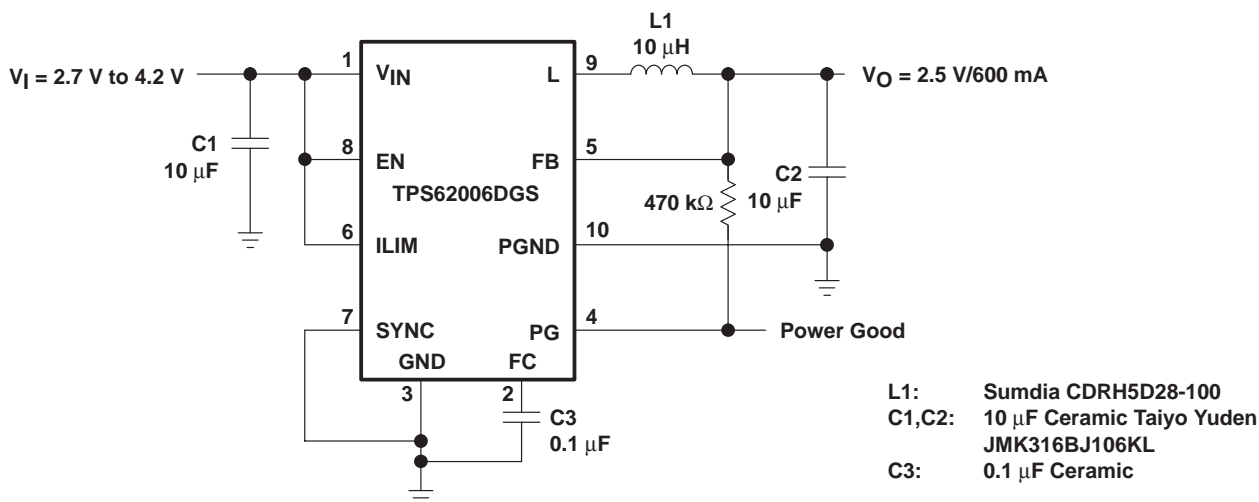 L1
10 μH
VI = 2.7 V to 4.2 V
1
VIN
L
9
VO = 2.5 V/600 mA
C1
10 μF
8
EN
FB
5
TPS62006DGS
470 kΩ
C2
10 μF
6
ILIM
PGND
10
7
SYNC
PG
4
Power Good
GND
FC
3
2
C3
0.1 μF
L1: Sumdia CDRH5D28-100
C1,C2: 10 μF Ceramic Taiyo Yuden
JMK316BJ106KL
C3: 0.1 μF Ceramic